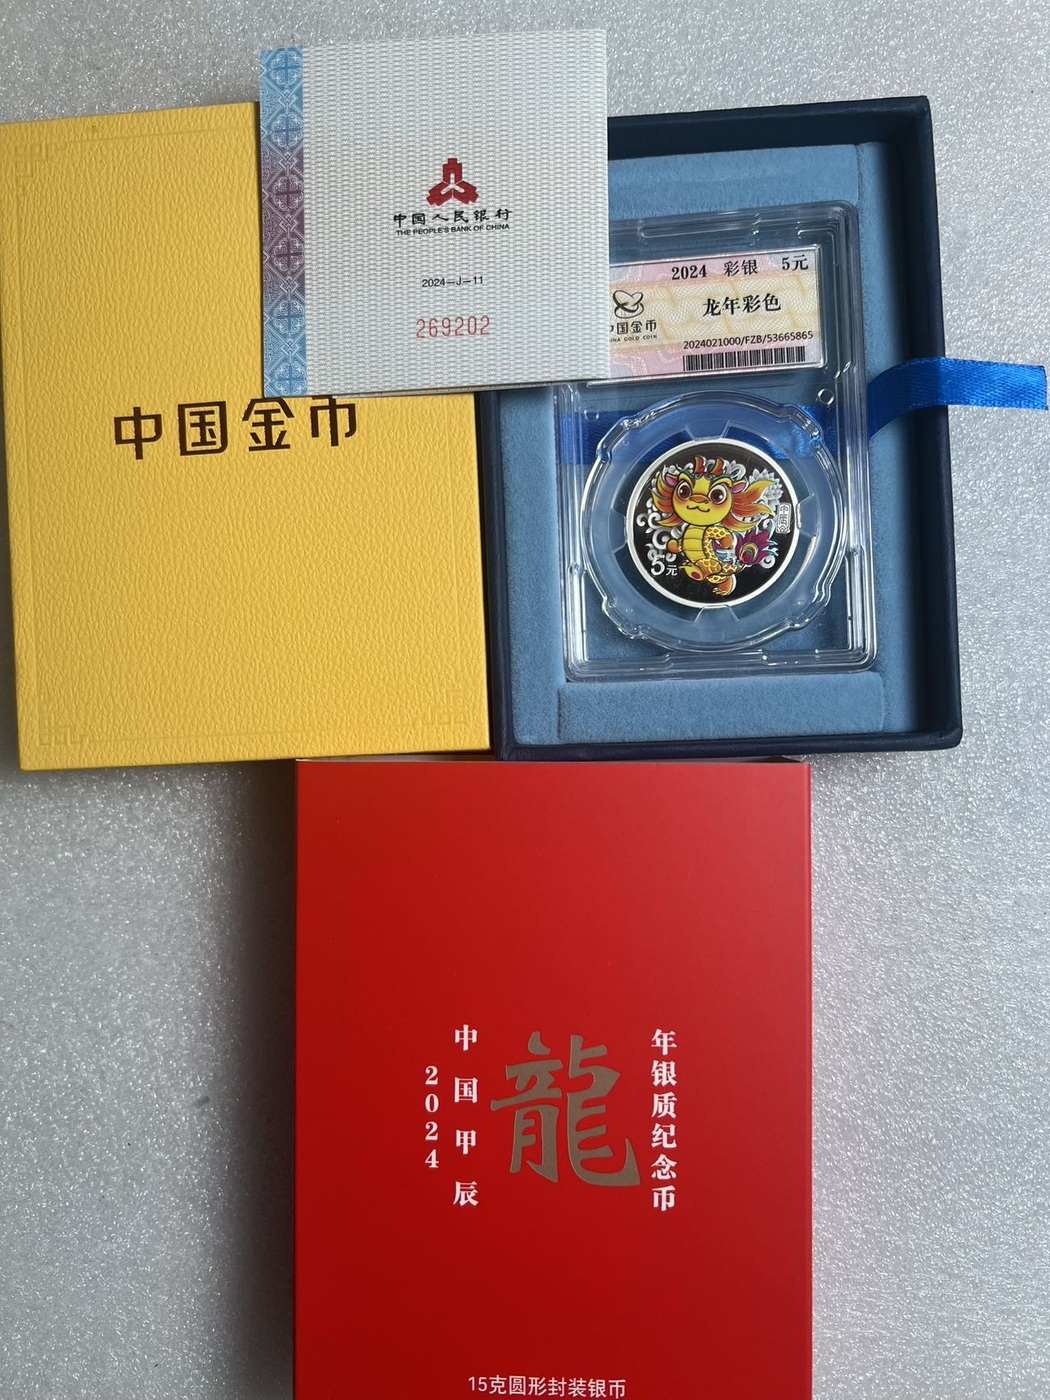 中国人民银行
THE PEOPLE'S BANK OF CHINA
2024—J—11
269202
2024 彩银 5元
龙年彩色
中国金币
2024021000/FZB/53665865
中国金币
5元
中国甲辰
2024
龍
年银质纪念币
15克圆形封装银币